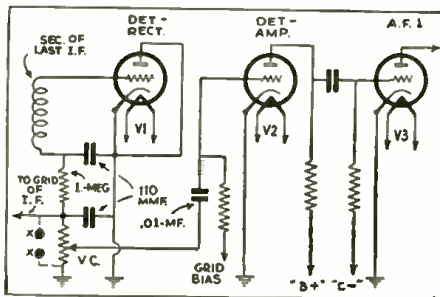 DET-
RECT.
DET-
AMP.
A.F.1
SEC. OF
LAST I.F.
V1
V2
V3
1-MEG
TO GRID
OF
I.F.
110
MMF.
.01-MF.
X
X
V.C.
GRID
BIAS
"B+"
"C-"